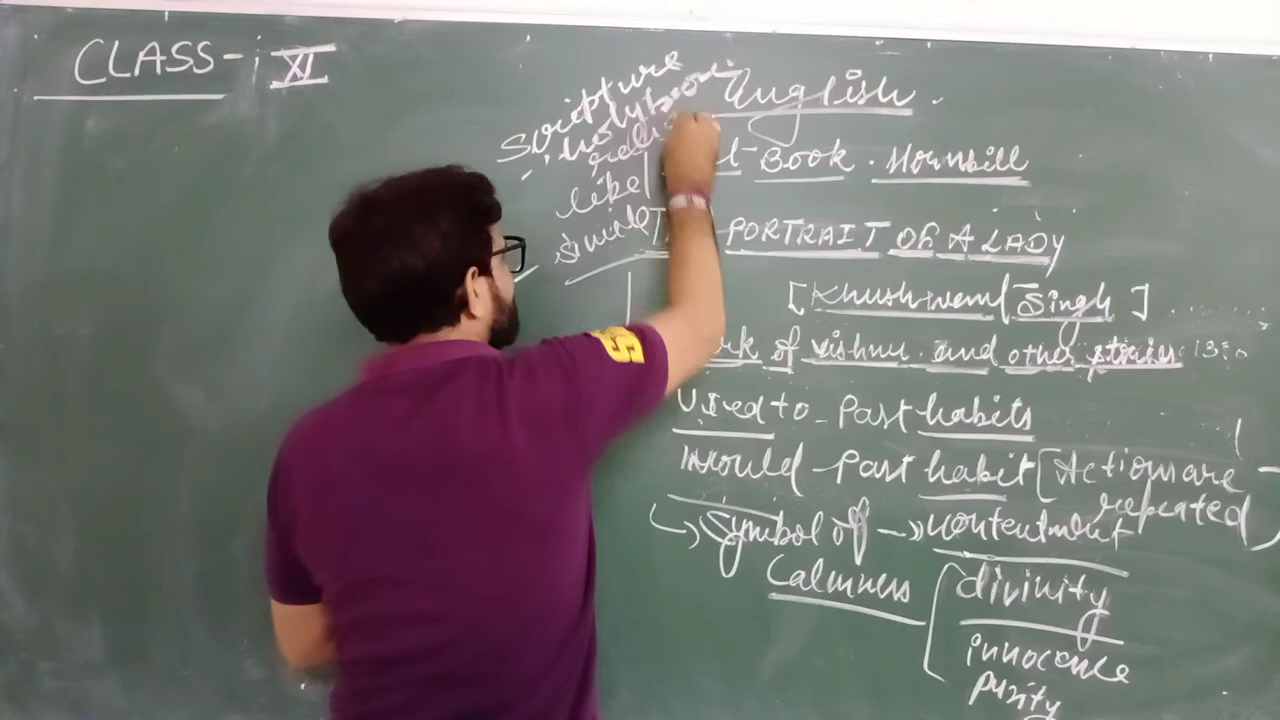 CLASS - XI
English.
Scripture
holy
like
-Book. Hornbill
PORTRAIT OF A LADY
[Khushwant Singh]
of vishnu and other stories
Used to - Past habits
Would - Past habit [Actions are repeated
Symbol of → contentment
Calmness
divinity
innocence
purity